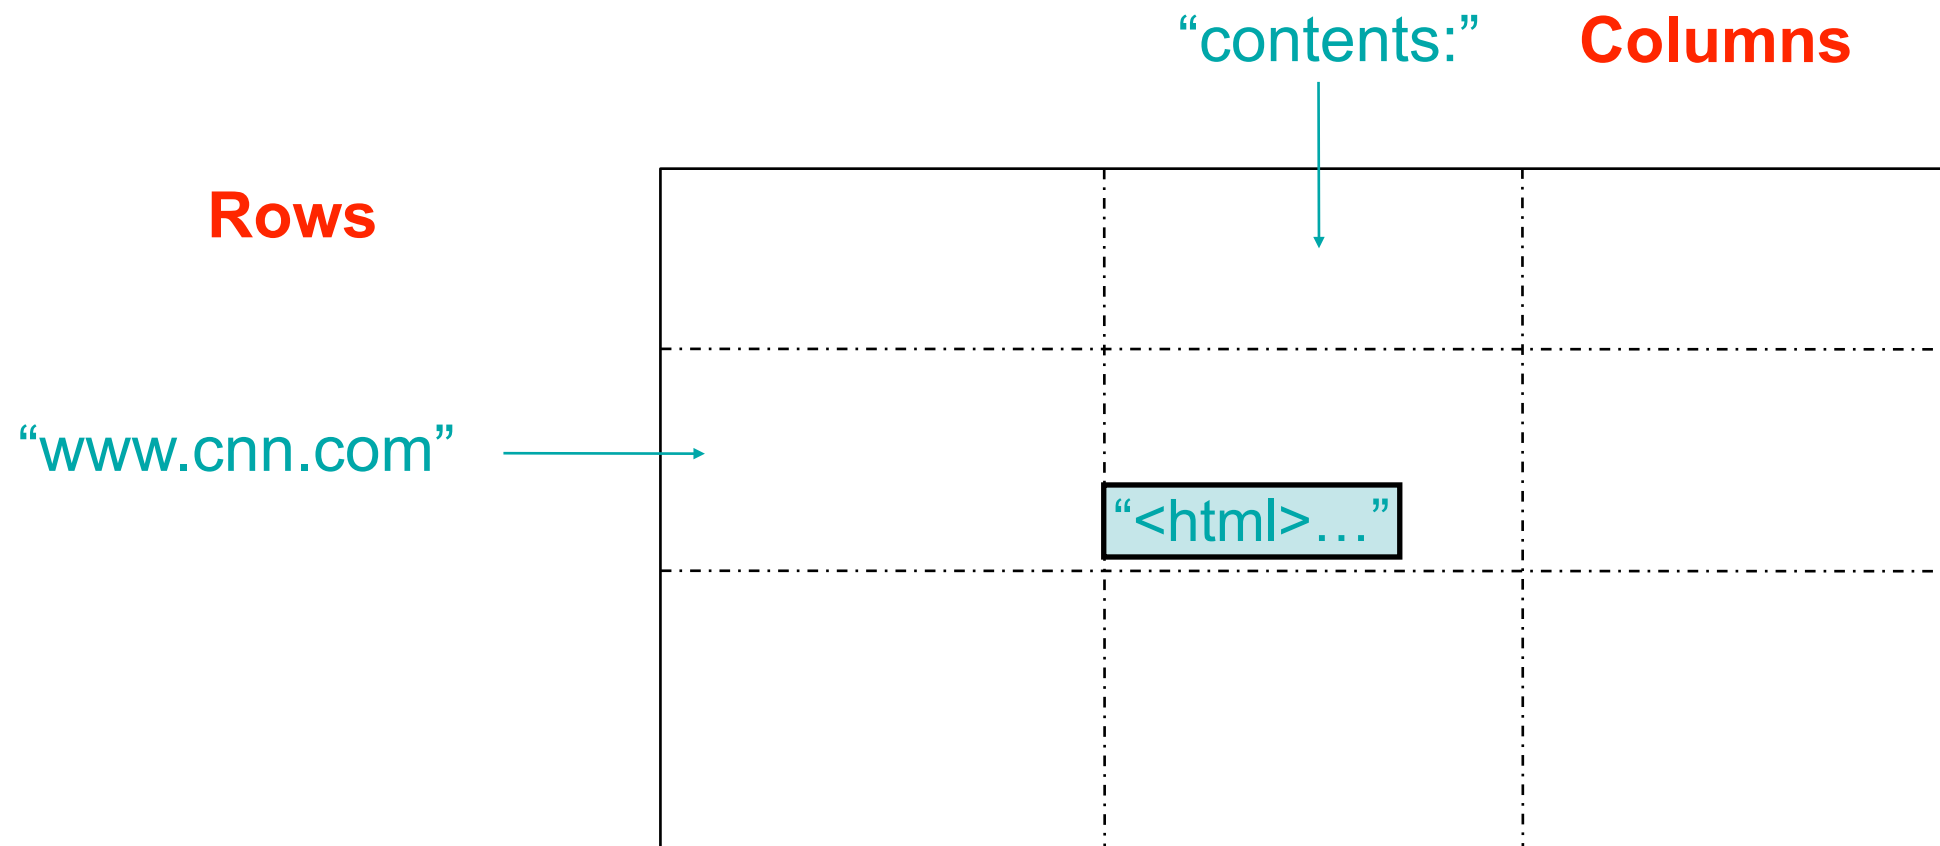 “contents:” Columns
Rows
“www.cnn.com”
“<html>…”